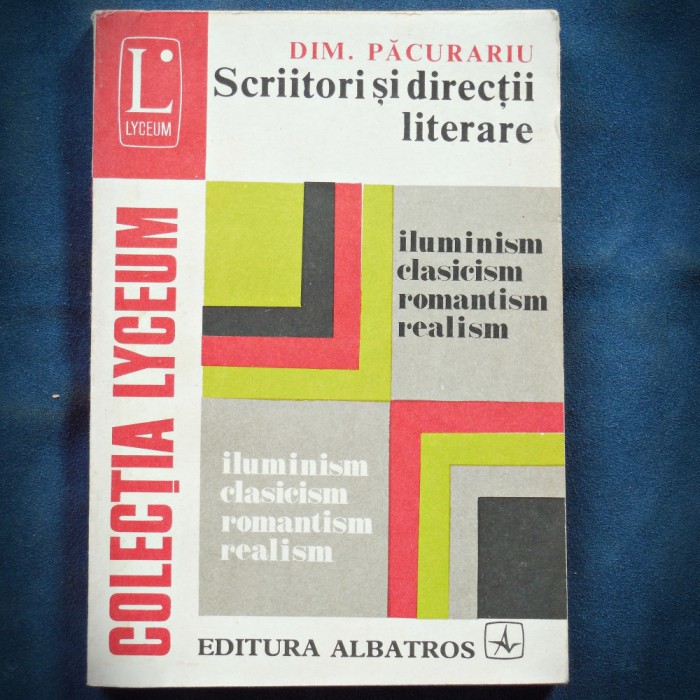 L
LYCEUM
DIM. PĂCURARIU
Scriitori și direcții
literare
COLECȚIA LYCEUM
iluminism
clasicism
romantism
realism
iluminism
clasicism
romantism
realism
EDITURA ALBATROS